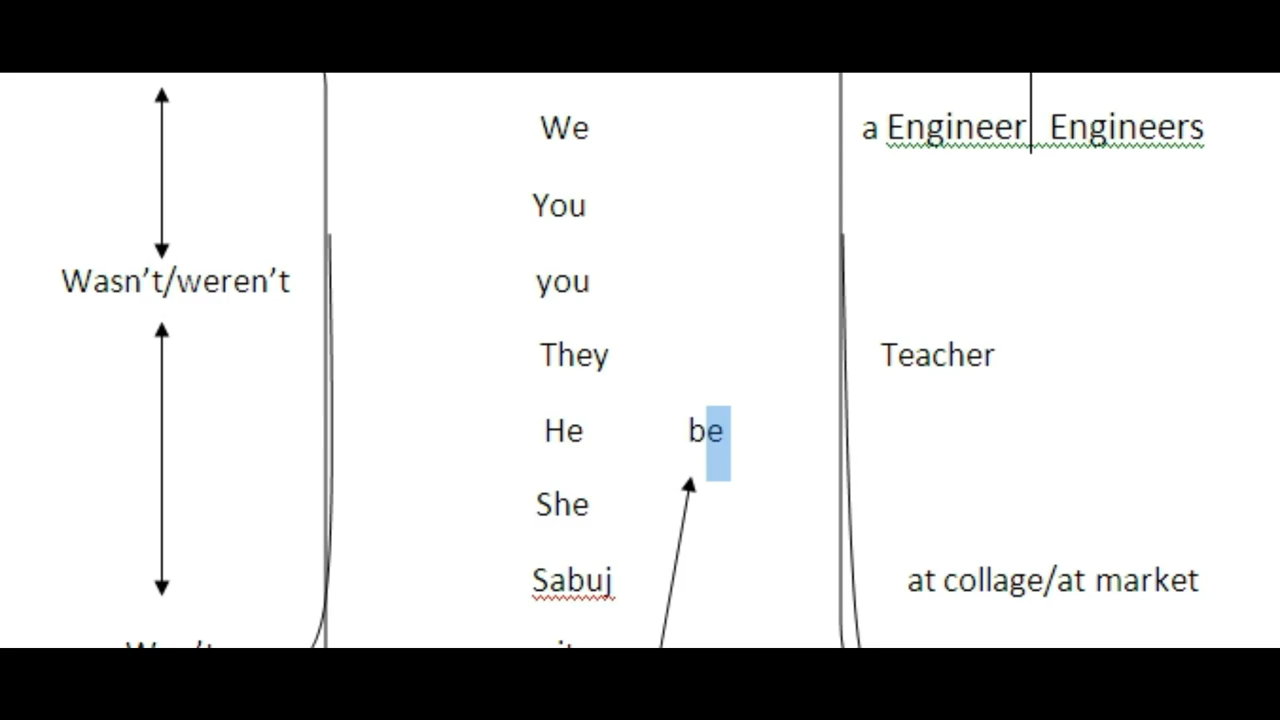 We a Engineer Engineers
You
Wasn’t/weren’t you
They Teacher
He be
She
Sabuj at collage/at market